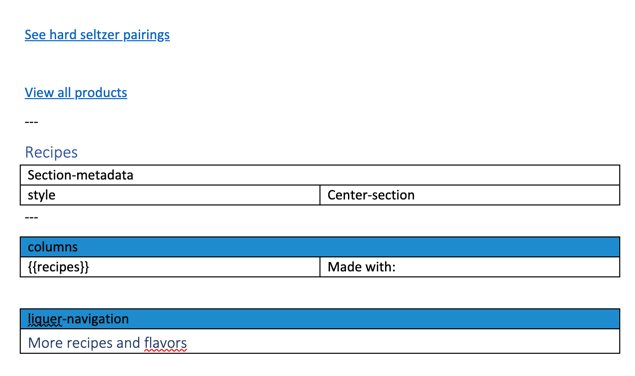 See hard seltzer pairings
View all products
---
Recipes
Section-metadata
style Center-section
---
columns
{{recipes}} Made with:
liquer-navigation
More recipes and flavors